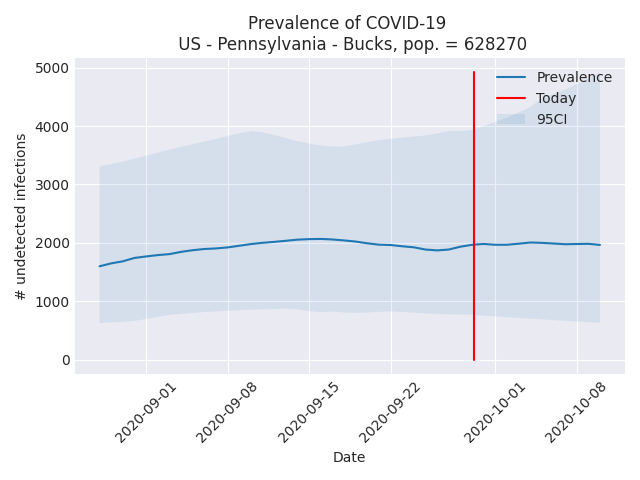 Prevalence of COVID-19
US - Pennsylvania - Bucks, pop. = 628270
Prevalence
Today
95CI
# undetected infections
5000
4000
3000
2000
1000
0
2020-09-01
2020-09-08
2020-09-15
2020-09-22
2020-10-01
2020-10-08
Date